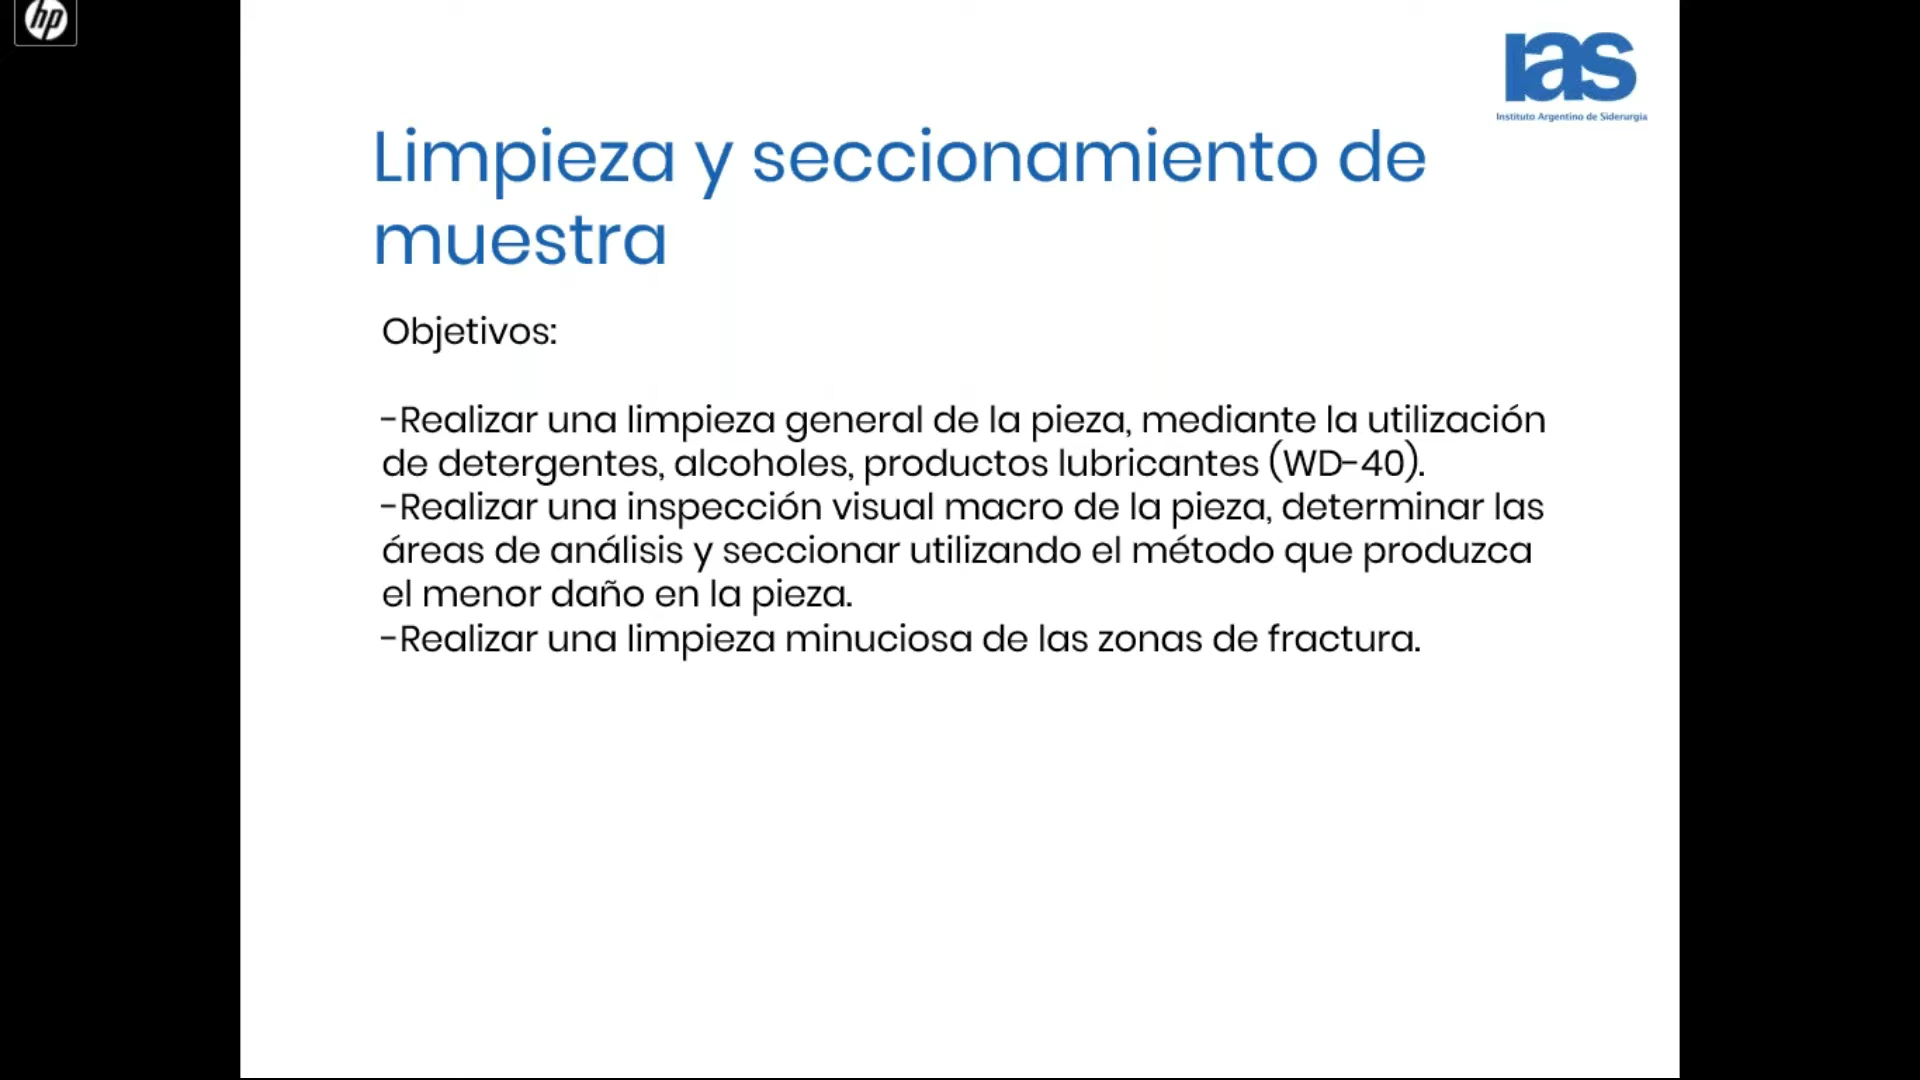 hp
ias
Instituto Argentino de Siderurgia
Limpieza y seccionamiento de
muestra
Objetivos:
-Realizar una limpieza general de la pieza, mediante la utilización
de detergentes, alcoholes, productos lubricantes (WD-40).
-Realizar una inspección visual macro de la pieza, determinar las
áreas de análisis y seccionar utilizando el método que produzca
el menor daño en la pieza.
-Realizar una limpieza minuciosa de las zonas de fractura.